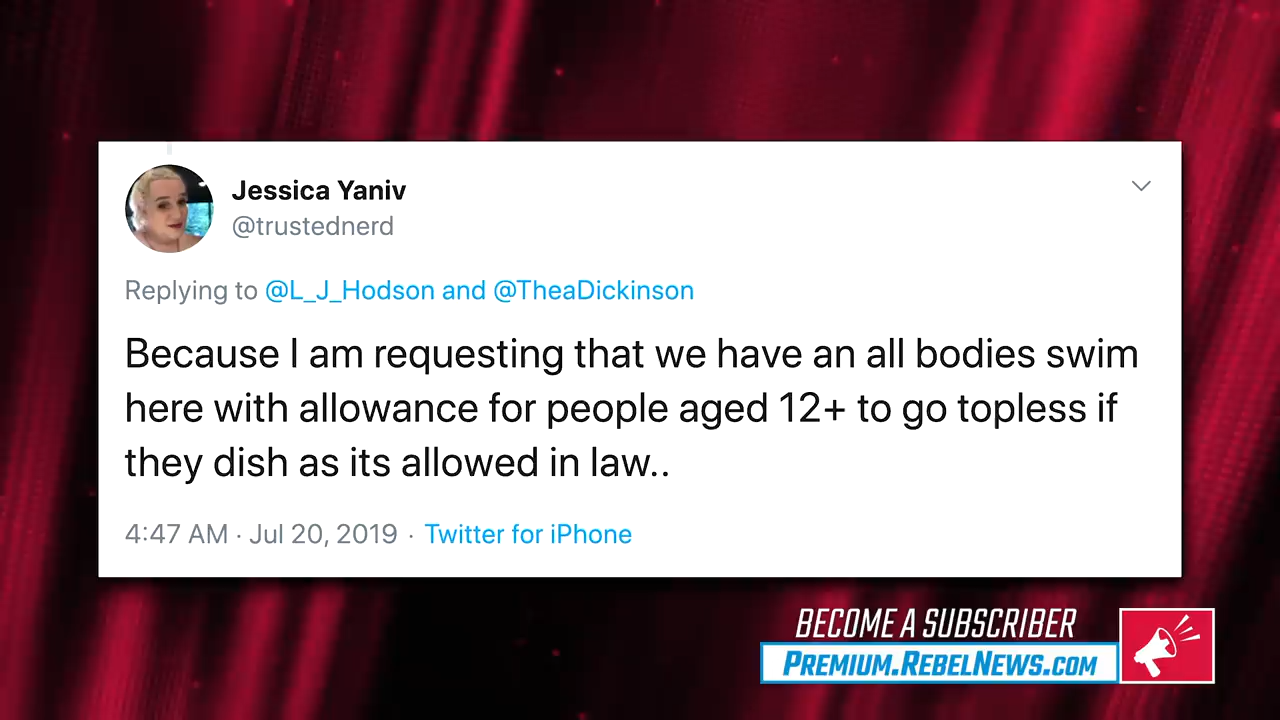 Jessica Yaniv
@trustednerd
Replying to @L_J_Hodson and @TheaDickinson
Because I am requesting that we have an all bodies swim
here with allowance for people aged 12+ to go topless if
they dish as its allowed in law..
4:47 AM · Jul 20, 2019 · Twitter for iPhone
BECOME A SUBSCRIBER
PREMIUM.REBELNEWS.COM